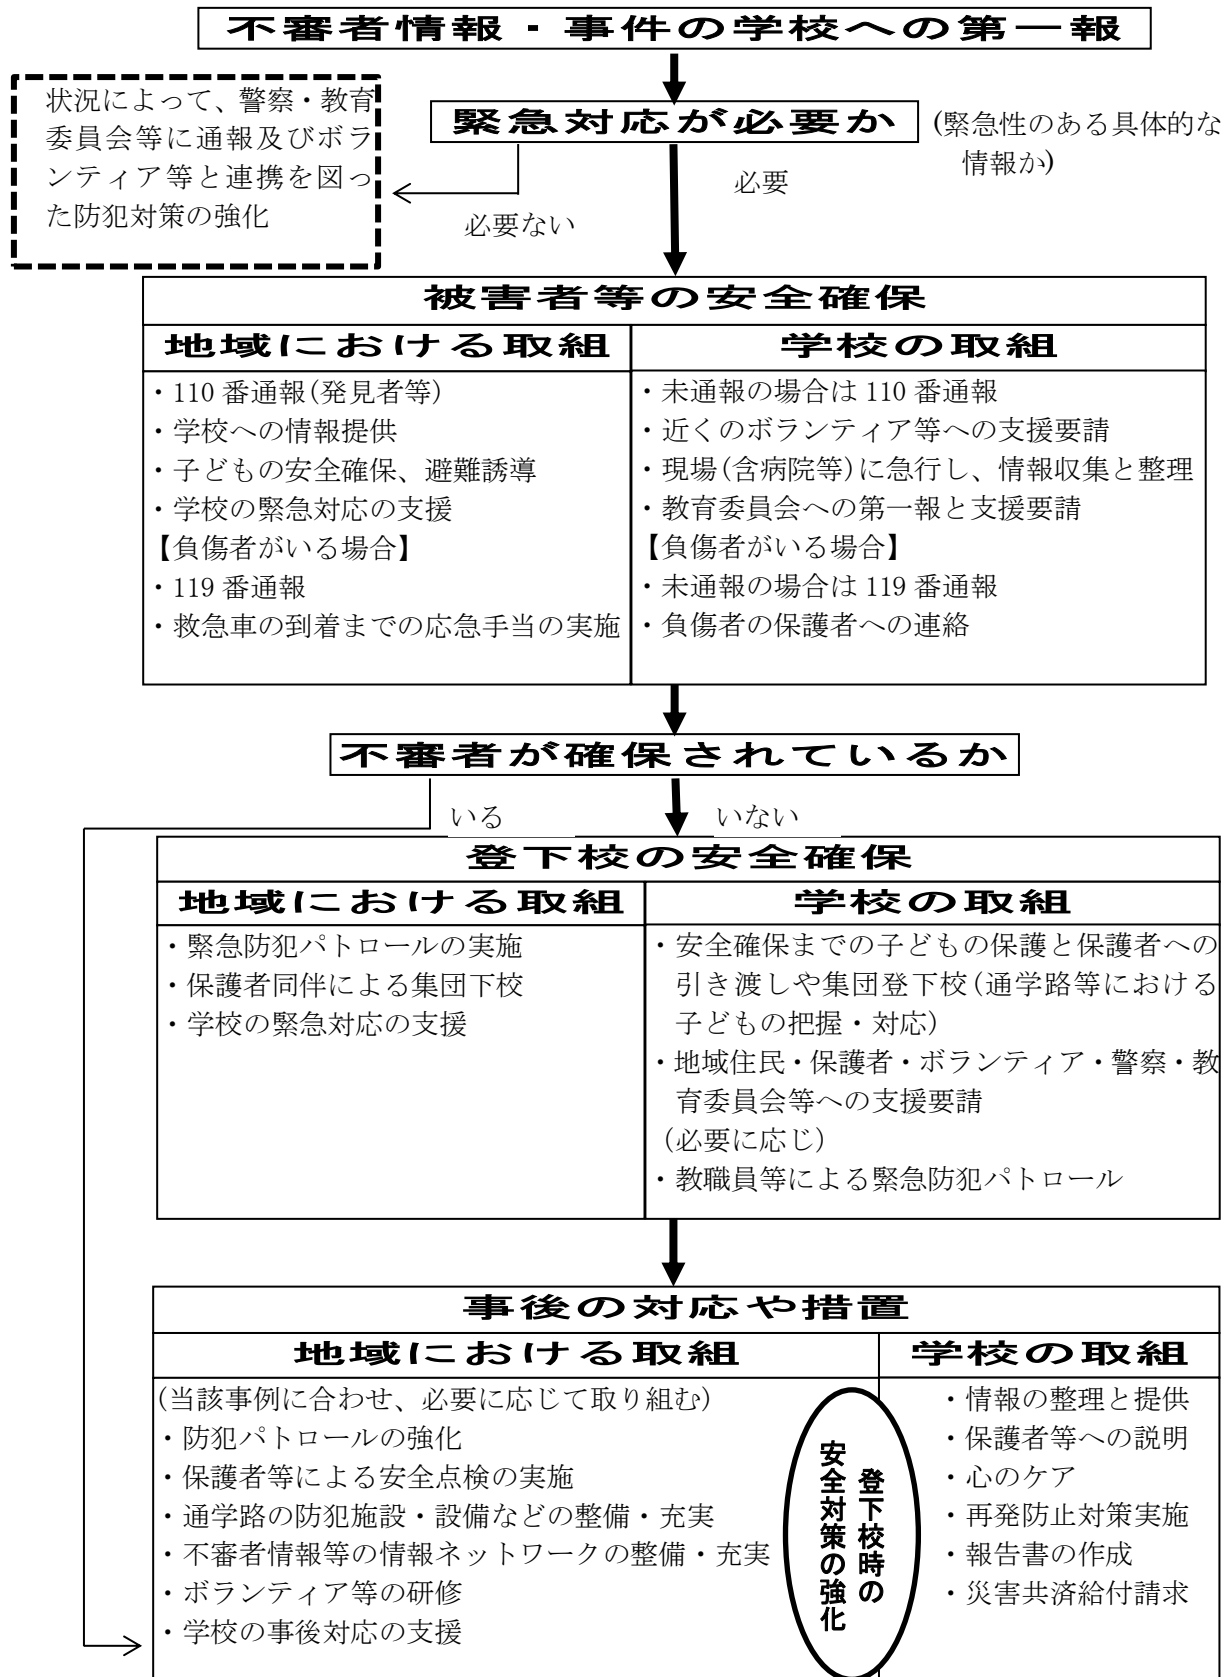 不審者情報・事件の学校への第一報
状況によって、警察・教育
委員会等に通報及びボラ
ンティア等と連携を図っ
た防犯対策の強化
緊急対応が必要か
(緊急性のある具体的な
情報か)
必要
必要ない
被害者等の安全確保
地域における取組
・110 番通報(発見者等)
・学校への情報提供
・子どもの安全確保、避難誘導
・学校の緊急対応の支援
【負傷者がいる場合】
・119 番通報
・救急車の到着までの応急手当の実施
学校の取組
・未通報の場合は 110 番通報
・近くのボランティア等への支援要請
・現場(含病院等)に急行し、情報収集と整理
・教育委員会への第一報と支援要請
【負傷者がいる場合】
・未通報の場合は 119 番通報
・負傷者の保護者への連絡
不審者が確保されているか
いる
いない
登下校の安全確保
地域における取組
・緊急防犯パトロールの実施
・保護者同伴による集団下校
・学校の緊急対応の支援
学校の取組
・安全確保までの子どもの保護と保護者への
引き渡しや集団登下校(通学路等における
子どもの把握・対応)
・地域住民・保護者・ボランティア・警察・教
育委員会等への支援要請
(必要に応じ)
・教職員等による緊急防犯パトロール
事後の対応や措置
地域における取組
(当該事例に合わせ、必要に応じて取り組む)
・防犯パトロールの強化
・保護者等による安全点検の実施
・通学路の防犯施設・設備などの整備・充実
・不審者情報等の情報ネットワークの整備・充実
・ボランティア等の研修
・学校の事後対応の支援
登下校時の
安全対策の強化
学校の取組
・情報の整理と提供
・保護者等への説明
・心のケア
・再発防止対策実施
・報告書の作成
・災害共済給付請求